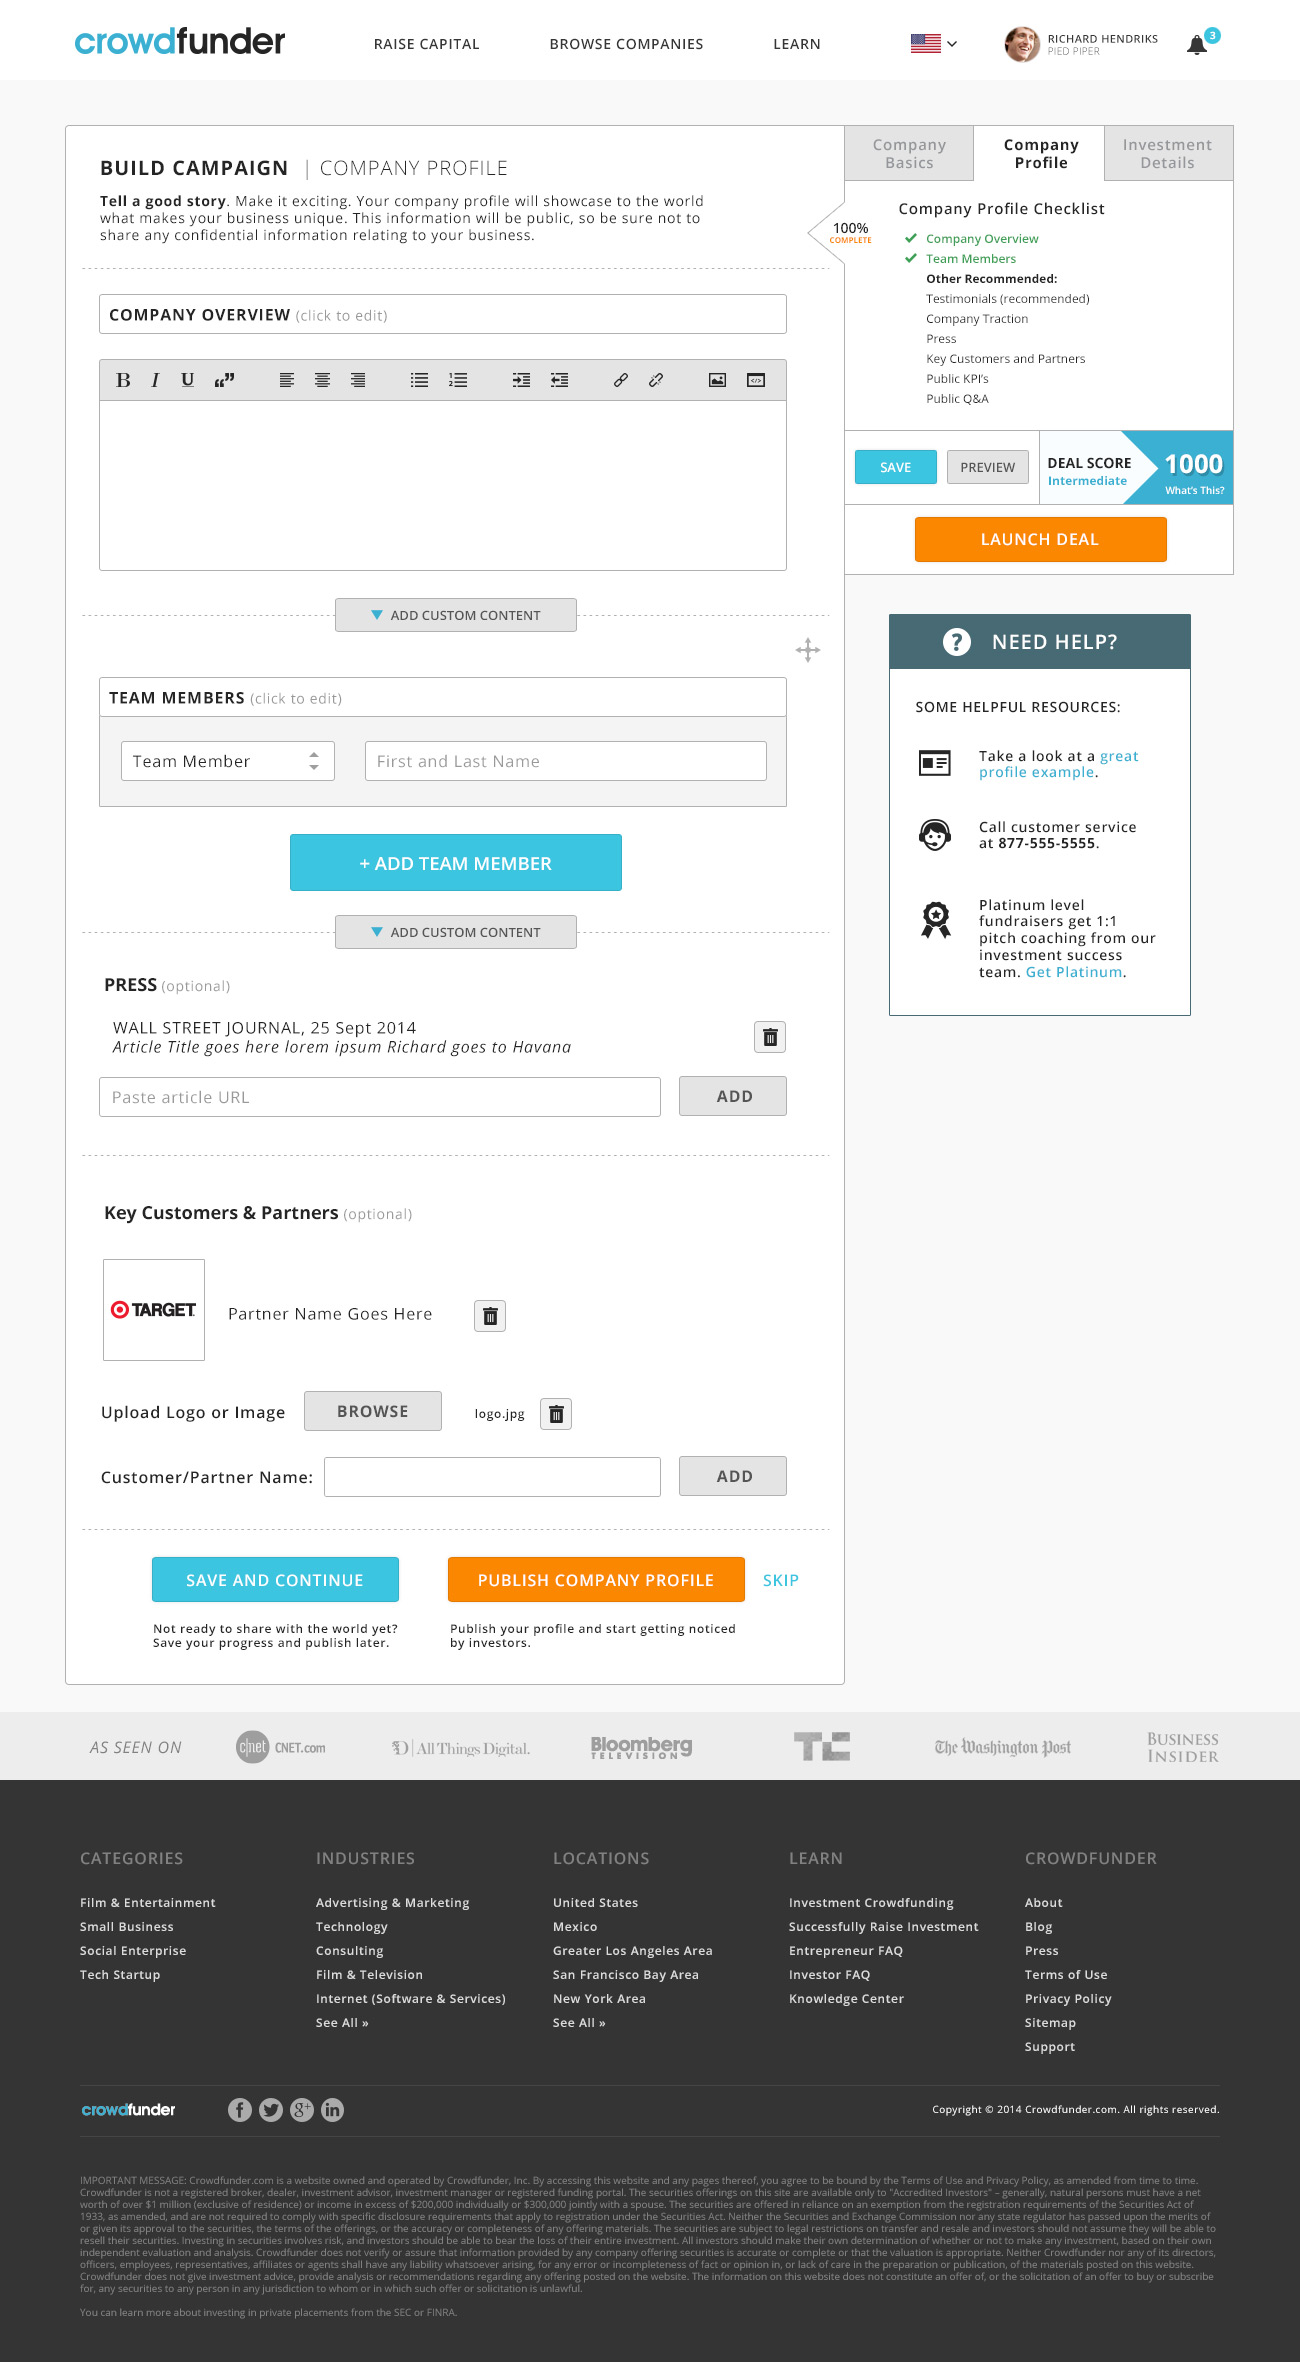 crowdfunder
RAISE CAPITAL
BROWSE COMPANIES
LEARN
RICHARD HENDRIKS
PIED PIPER
3
BUILD CAMPAIGN | COMPANY PROFILE
Tell a good story. Make it exciting. Your company profile will showcase to the world
what makes your business unique. This information will be public, so be sure not to
share any confidential information relating to your business.
100%
COMPLETE
Company
Basics
Company
Profile
Investment
Details
Company Profile Checklist
Company Overview
Team Members
Other Recommended:
Testimonials (recommended)
Company Traction
Press
Key Customers and Partners
Public KPI's
Public Q&A
SAVE
PREVIEW
DEAL SCORE
Intermediate
1000
What's This?
LAUNCH DEAL
COMPANY OVERVIEW (click to edit)
B I U “”
ADD CUSTOM CONTENT
TEAM MEMBERS (click to edit)
Team Member
First and Last Name
+ ADD TEAM MEMBER
ADD CUSTOM CONTENT
NEED HELP?
SOME HELPFUL RESOURCES:
Take a look at a great
profile example.
Call customer service
at 877-555-5555.
Platinum level
fundraisers get 1:1
pitch coaching from our
investment success
team. Get Platinum.
PRESS (optional)
WALL STREET JOURNAL, 25 Sept 2014
Article Title goes here lorem ipsum Richard goes to Havana
Paste article URL
ADD
Key Customers & Partners (optional)
TARGET
Partner Name Goes Here
Upload Logo or Image
BROWSE
logo.jpg
Customer/Partner Name:
ADD
SAVE AND CONTINUE
PUBLISH COMPANY PROFILE
SKIP
Not ready to share with the world yet?
Save your progress and publish later.
Publish your profile and start getting noticed
by investors.
AS SEEN ON
c|net CNET.com
D | All Things Digital.
Bloomberg
TELEVISION
TC
The Washington Post
BUSINESS
INSIDER
CATEGORIES
Film & Entertainment
Small Business
Social Enterprise
Tech Startup
INDUSTRIES
Advertising & Marketing
Technology
Consulting
Film & Television
Internet (Software & Services)
See All »
LOCATIONS
United States
Mexico
Greater Los Angeles Area
San Francisco Bay Area
New York Area
See All »
LEARN
Investment Crowdfunding
Successfully Raise Investment
Entrepreneur FAQ
Investor FAQ
Knowledge Center
CROWDFUNDER
About
Blog
Press
Terms of Use
Privacy Policy
Sitemap
Support
crowdfunder
f
g+
in
Copyright © 2014 Crowdfunder.com. All rights reserved.
IMPORTANT MESSAGE: Crowdfunder.com is a website owned and operated by Crowdfunder, Inc. By accessing this website and any pages thereof, you agree to be bound by the Terms of Use and Privacy Policy, as amended from time to time.
Crowdfunder is not a registered broker, dealer, investment advisor, investment manager or registered funding portal. The securities offerings on this site are available only to "Accredited Investors" – generally, natural persons must have a net
worth of over $1 million (exclusive of residence) or income in excess of $200,000 individually or $300,000 jointly with a spouse. The securities are offered in reliance on an exemption from the registration requirements of the Securities Act of
1933, as amended, and are not required to comply with specific disclosure requirements that apply to registration under the Securities Act. Neither the Securities and Exchange Commission nor any state regulator has passed upon the merits of
or given its approval to the securities, the terms of the offerings, or the accuracy or completeness of any offering materials. The securities are subject to legal restrictions on transfer and resale and investors should not assume they will be able to
resell their securities. Investing in securities involves risk, and investors should be able to bear the loss of their entire investment. All investors should make their own determination of whether or not to make any investment, based on their own
independent evaluation and analysis. Crowdfunder does not verify or assure that information provided by any company offering securities is accurate or complete or that the valuation is appropriate. Neither Crowdfunder nor any of its directors,
officers, employees, representatives, affiliates or agents shall have any liability whatsoever arising, for any error or incompleteness of fact or opinion in, or lack of care in the preparation or publication, of the materials posted on this website.
Crowdfunder does not give investment advice, provide analysis or recommendations regarding any offering posted on the website. The information on this website does not constitute an offer of, or the solicitation of an offer to buy or subscribe
for, any securities to any person in any jurisdiction to whom or in which such offer or solicitation is unlawful.
You can learn more about investing in private placements from the SEC or FINRA.